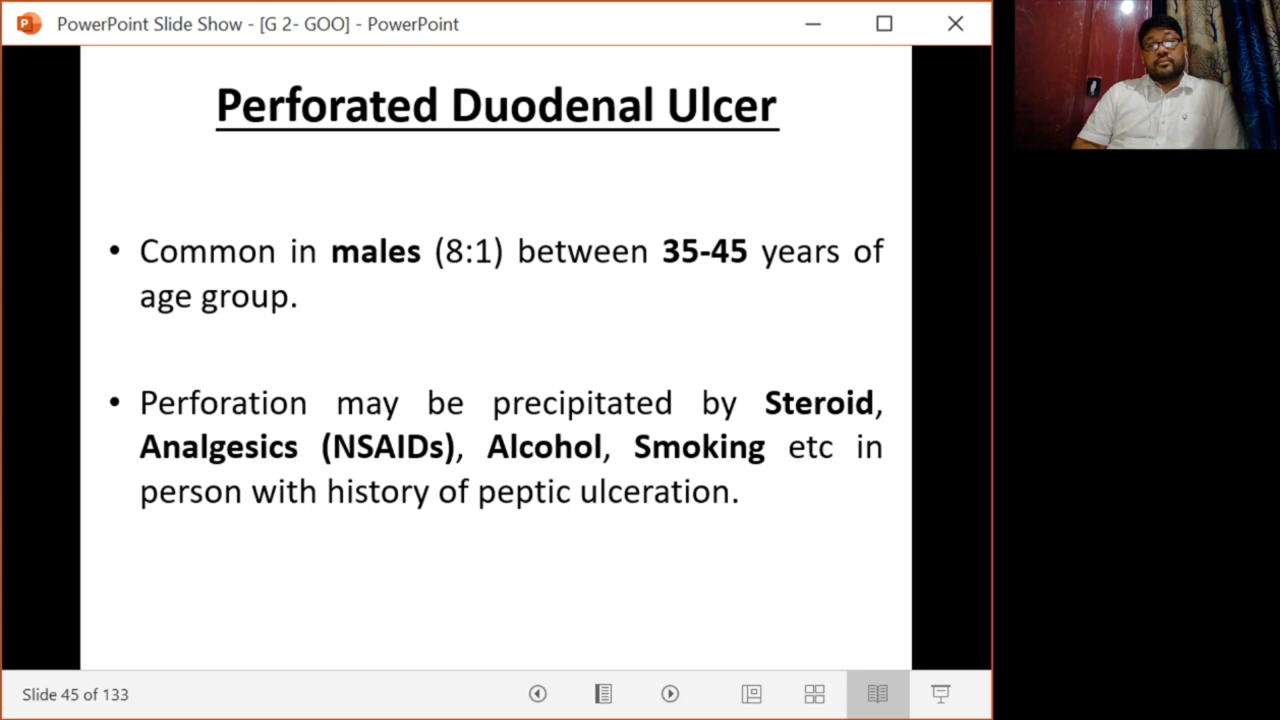 PowerPoint Slide Show - [G 2- GOO] - PowerPoint
Perforated Duodenal Ulcer
• Common in males (8:1) between 35-45 years of
age group.
• Perforation may be precipitated by Steroid,
Analgesics (NSAIDs), Alcohol, Smoking etc in
person with history of peptic ulceration.
Slide 45 of 133